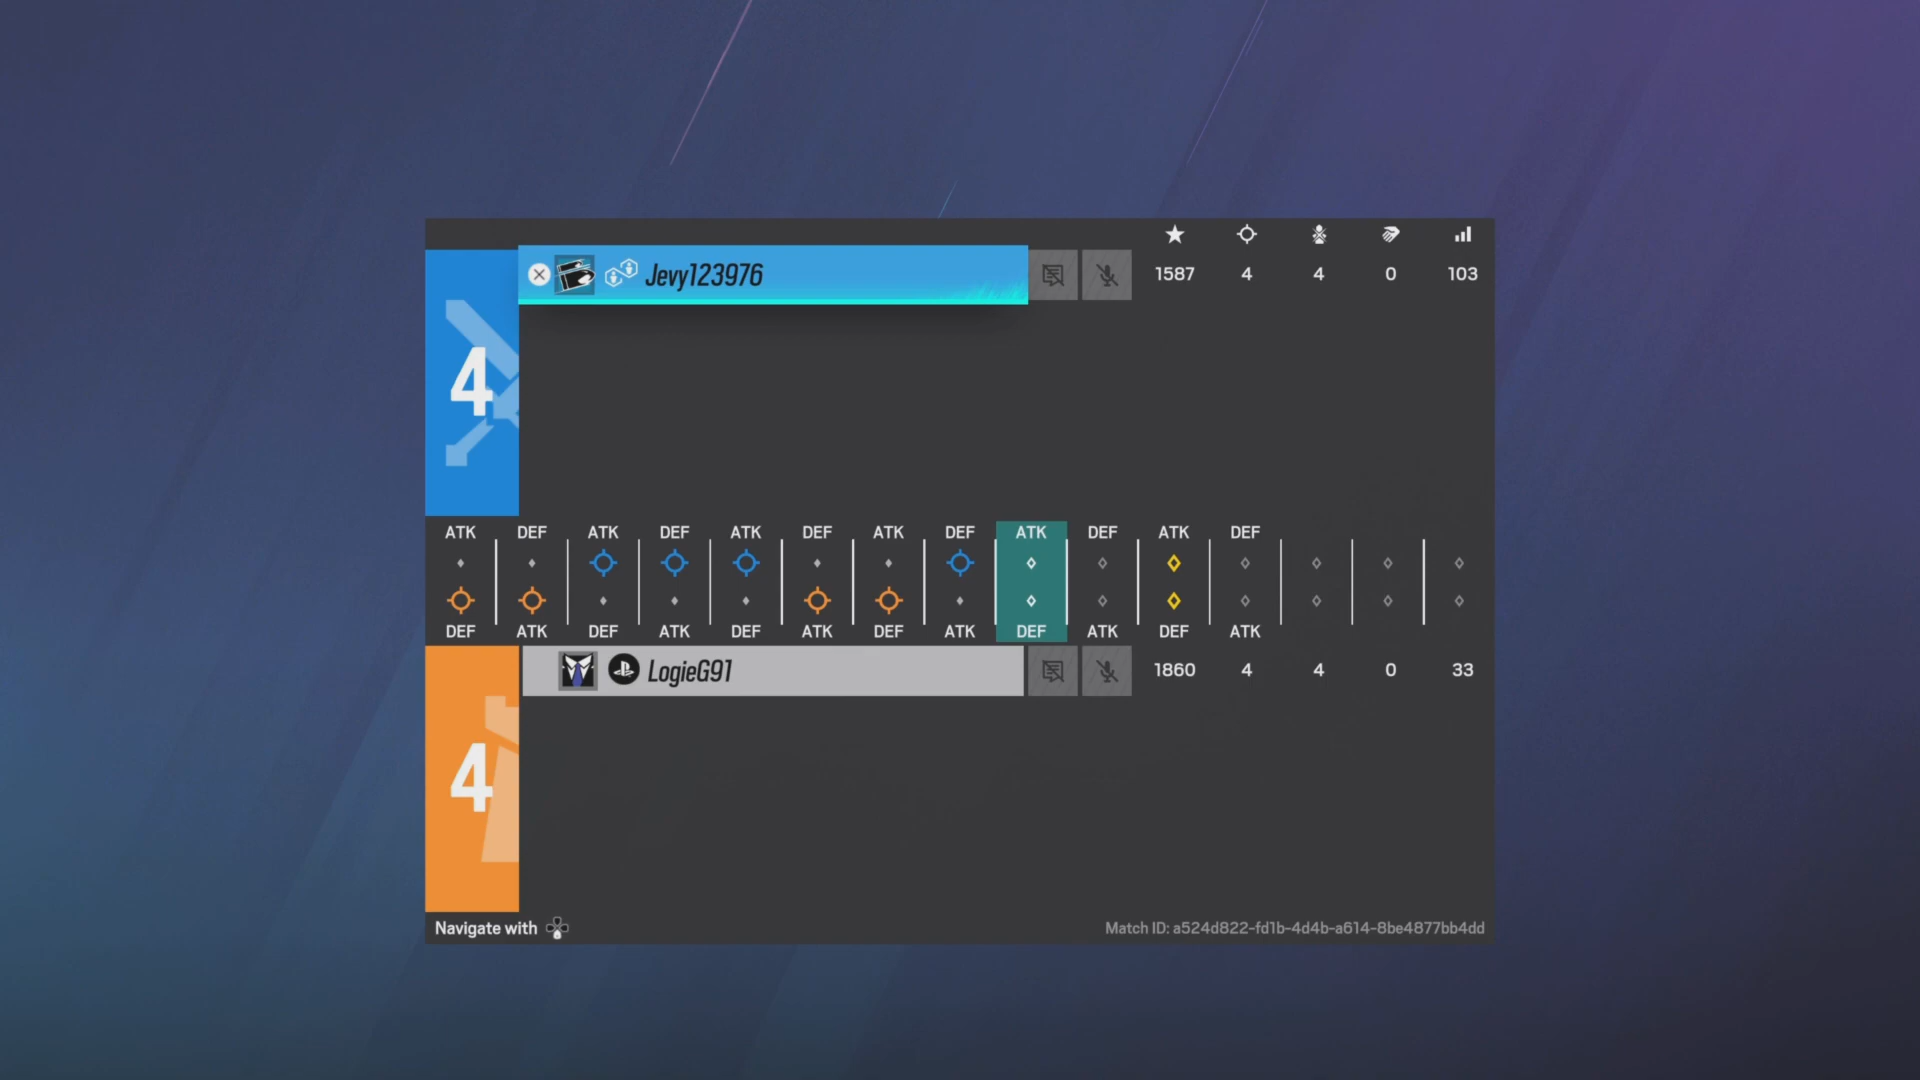 Jevy123976 1587 4 4 0 103
4
ATK DEF ATK DEF ATK DEF ATK DEF ATK DEF ATK DEF
DEF ATK DEF ATK DEF ATK DEF ATK DEF ATK DEF ATK
LogieG91 1860 4 4 0 33
4
Navigate with
Match ID: a524d822-fd1b-4d4b-a614-8be4877bb4dd